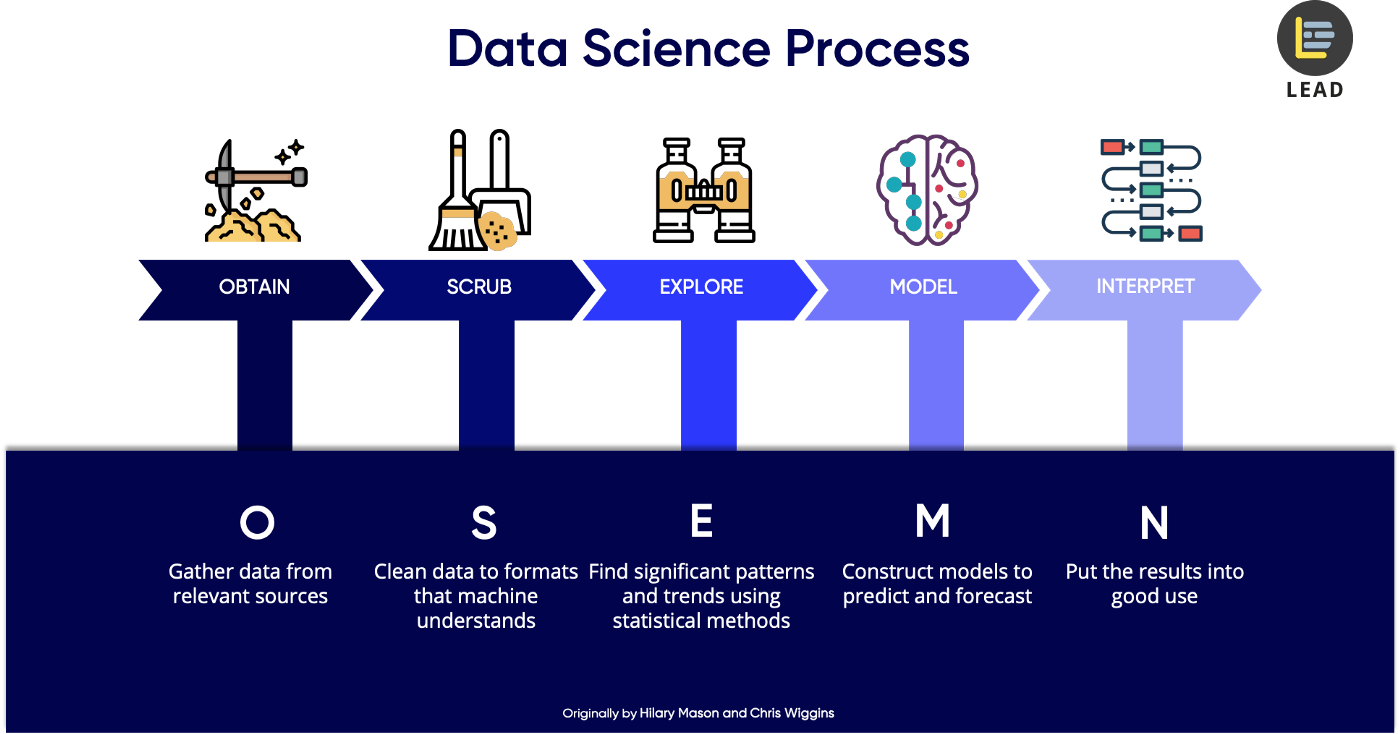 Data Science Process
LEAD
OBTAIN
SCRUB
EXPLORE
MODEL
INTERPRET
O
Gather data from
relevant sources
S
Clean data to formats
that machine
understands
E
Find significant patterns
and trends using
statistical methods
M
Construct models to
predict and forecast
N
Put the results into
good use
Originally by Hilary Mason and Chris Wiggins